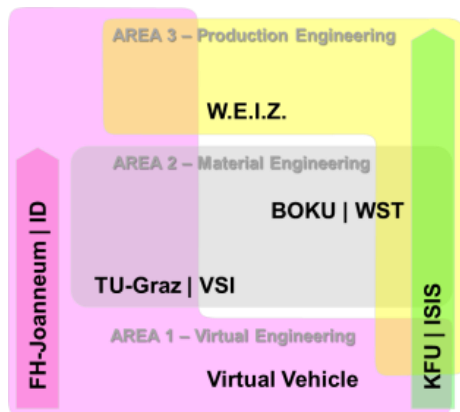 AREA 3 – Production Engineering
W.E.I.Z.
AREA 2 – Material Engineering
BOKU | WST
TU-Graz | VSI
AREA 1 – Virtual Engineering
Virtual Vehicle
FH-Joanneum | ID
KFU | ISIS